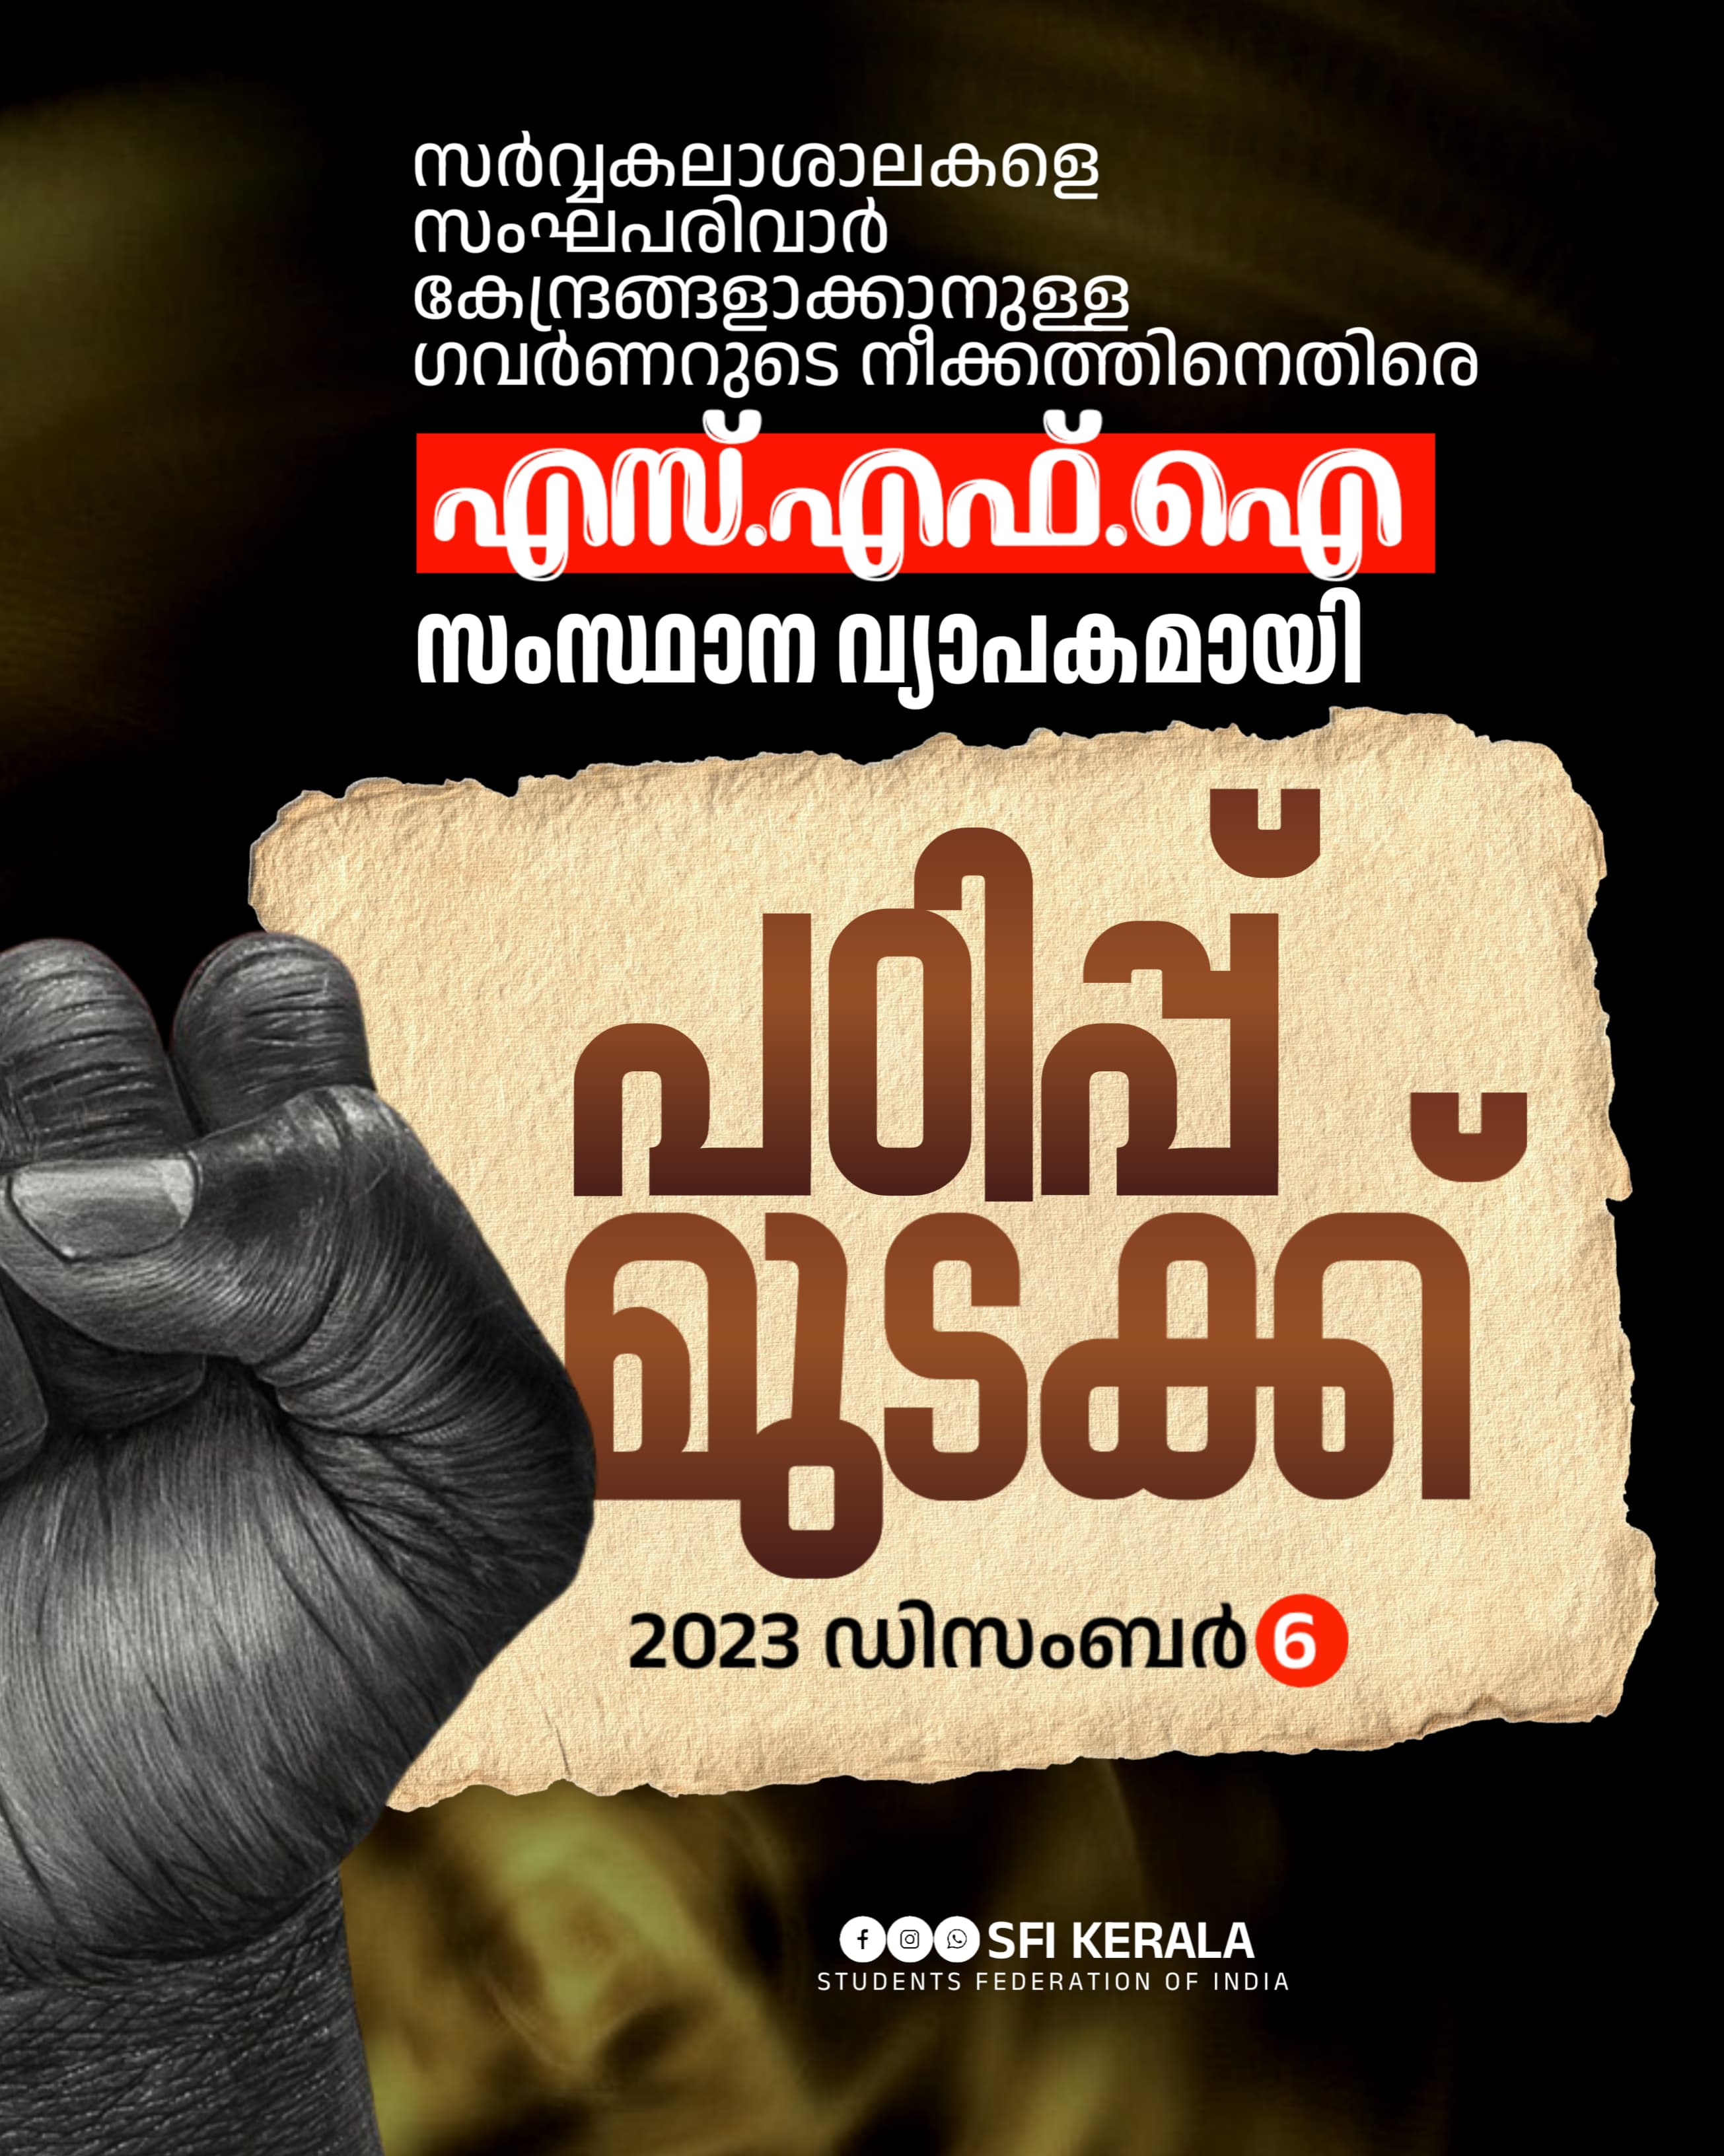 സർവ്വകലാശാലകളെ
സംഘപരിവാർ
കേന്ദ്രങ്ങളാക്കാനുള്ള
ഗവർണറുടെ നീക്കത്തിനെതിരെ
എസ്.എഫ്.ഐ
സംസ്ഥാന വ്യാപകമായി
പഠിപ്പ്
മുടക്ക്
2023 ഡിസംബർ 6
SFI KERALA
STUDENTS FEDERATION OF INDIA